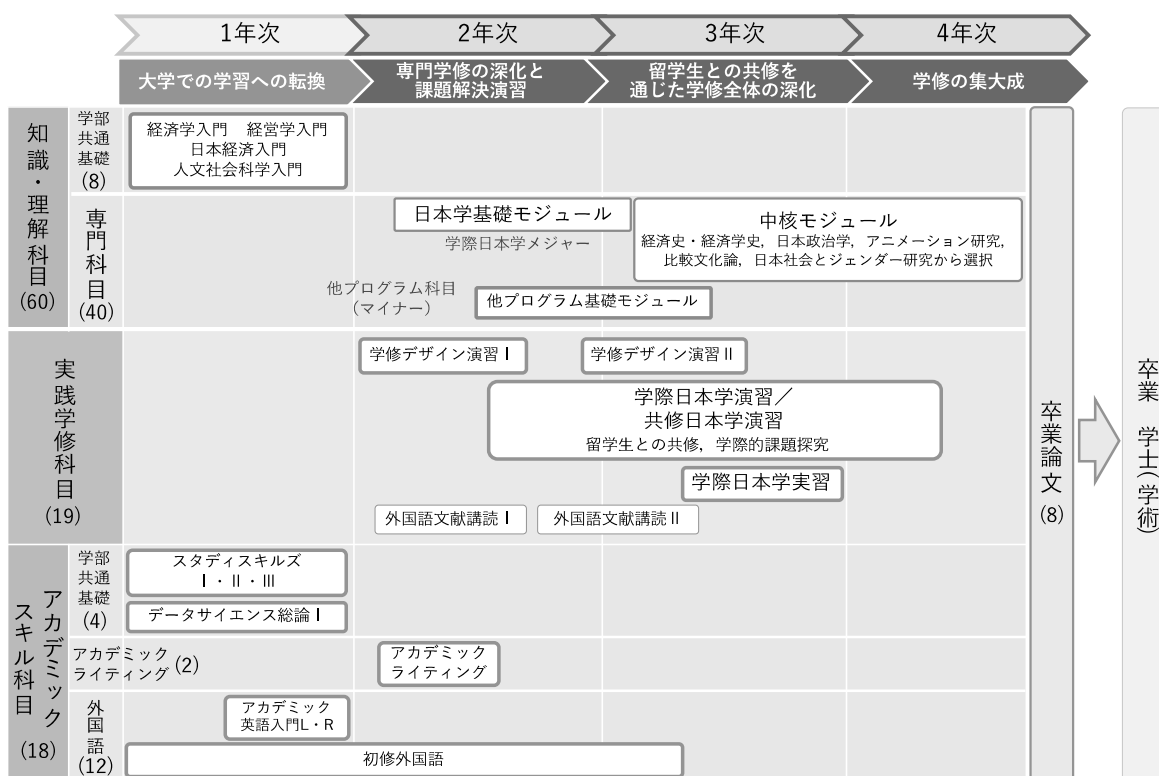 1年次
2年次
3年次
4年次
大学での学習への転換
専門学修の深化と
課題解決演習
留学生との共修を
通じた学修全体の深化
学修の集大成
知識・理解科目
(60)
学部
共通
基礎
(8)
経済学入門 経営学入門
日本経済入門
人文社会科学入門
専門科目
(40)
日本学基礎モジュール
学際日本学メジャー
中核モジュール
経済史・経済学史，日本政治学，アニメーション研究，
比較文化論，日本社会とジェンダー研究から選択
他プログラム科目
（マイナー）
他プログラム基礎モジュール
実践学修科目
(19)
学修デザイン演習Ⅰ
学修デザイン演習Ⅱ
学際日本学演習／
共修日本学演習
留学生との共修，学際的課題探究
学際日本学実習
外国語文献講読Ⅰ
外国語文献講読Ⅱ
アカデミック
スキル科目
(18)
学部
共通
基礎
(4)
スタディスキルズ
Ⅰ・Ⅱ・Ⅲ
データサイエンス総論Ⅰ
アカデミック
ライティング
(2)
アカデミック
ライティング
外国語
(12)
アカデミック
英語入門L・R
初修外国語
卒業論文
(8)
卒業 学士(学術)